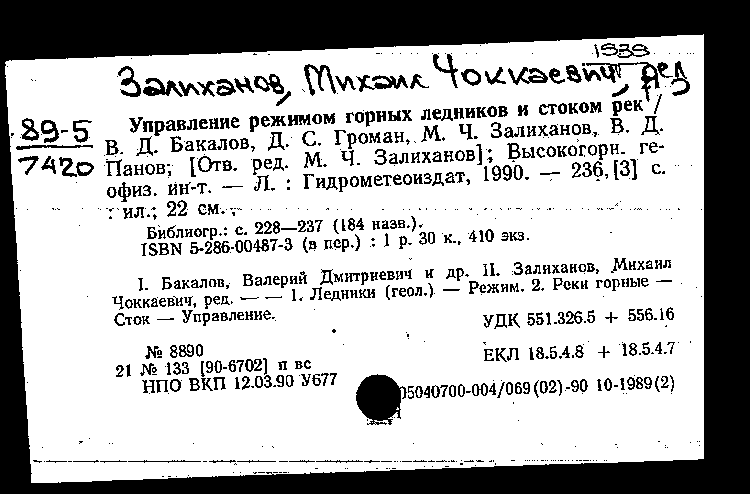 1939
Залиханов, Михаил Чоккаевич, ред
89-5
7420
Управление режимом горных ледников и стоком рек /
В. Д. Бакалов, Д. С. Громан, М. Ч. Залиханов, В. Д.
Панов; [Отв. ред. М. Ч. Залиханов]; Высокогорн. ге-
офиз. ин-т. — Л. : Гидрометеоиздат, 1990. — 236, [3] с.
: ил.; 22 см.
Библиогр.: с. 228—237 (184 назв.).
ISBN 5-286-00487-3 (в пер.) : 1 р. 30 к., 410 экз.
I. Бакалов, Валерий Дмитриевич и др. II. Залиханов, Михаил
Чоккаевич, ред. — — 1. Ледники (геол.) — Режим. 2. Реки горные —
Сток — Управление.
УДК 551.326.5 + 556.16
№ 8890
ЕКЛ 18.5.4.8 + 18.5.4.7
21 № 133 [90-6702] п вс
НПО ВКП 12.03.90 У677
05040700-004/069(02)-90 10-1989(2)